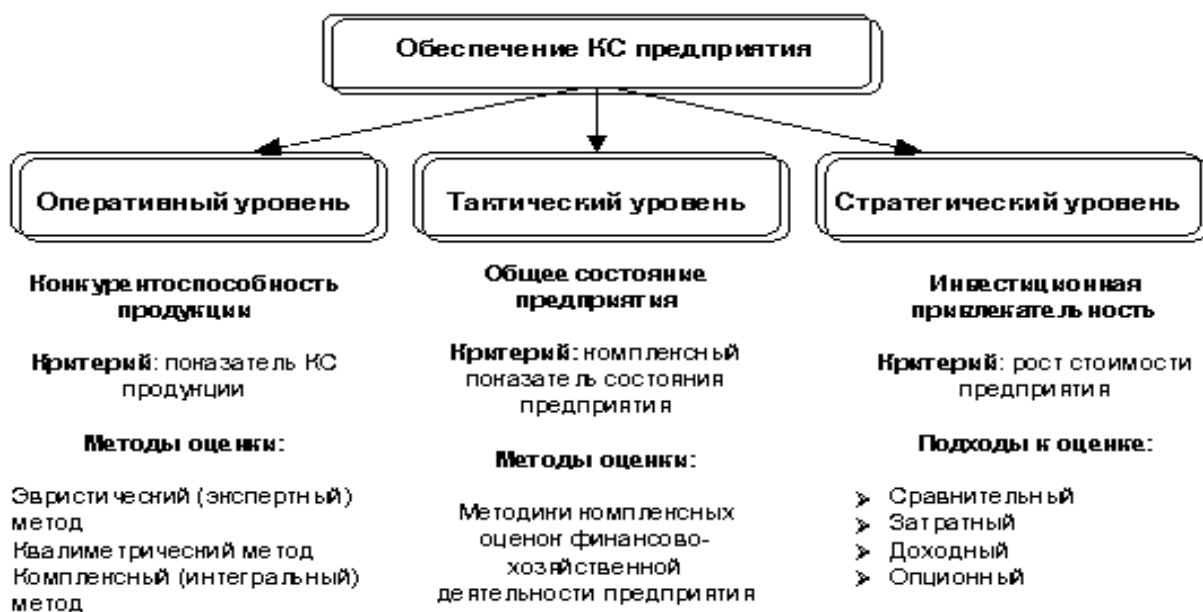 Обеспечение КС предприятия
Оперативный уровень
Конкурентоспособность
продукции
Критерий: показатель КС
продукции
Методы оценки:
Эвристический (экспертный)
метод
Квалиметрический метод
Комплексный (интегральный)
метод
Тактический уровень
Общее состояние
предприятия
Критерий: комплексный
показатель состояния
предприятия
Методы оценки:
Методики комплексных
оценок финансово-
хозяйственной
деятельности предприятия
Стратегический уровень
Инвестиционная
привлекательность
Критерий: рост стоимости
предприятия
Подходы к оценке:
➢ Сравнительный
➢ Затратный
➢ Доходный
➢ Опционный